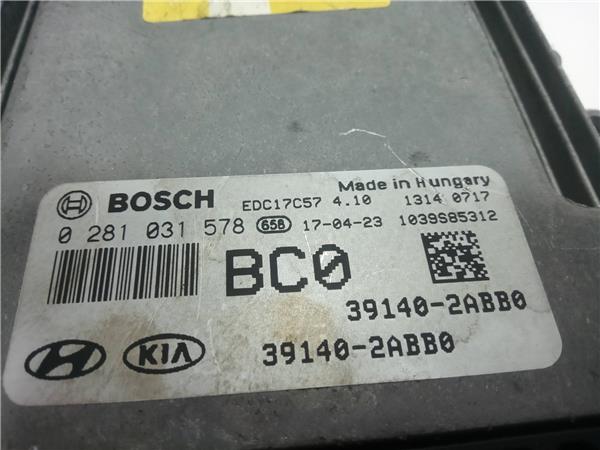 Made in Hungary
BOSCH EDC17C57 4.10 1314 0717
0 281 031 578 658 17-04-23 1039S85312
BC0
39140-2ABB0
KIA 39140-2ABB0